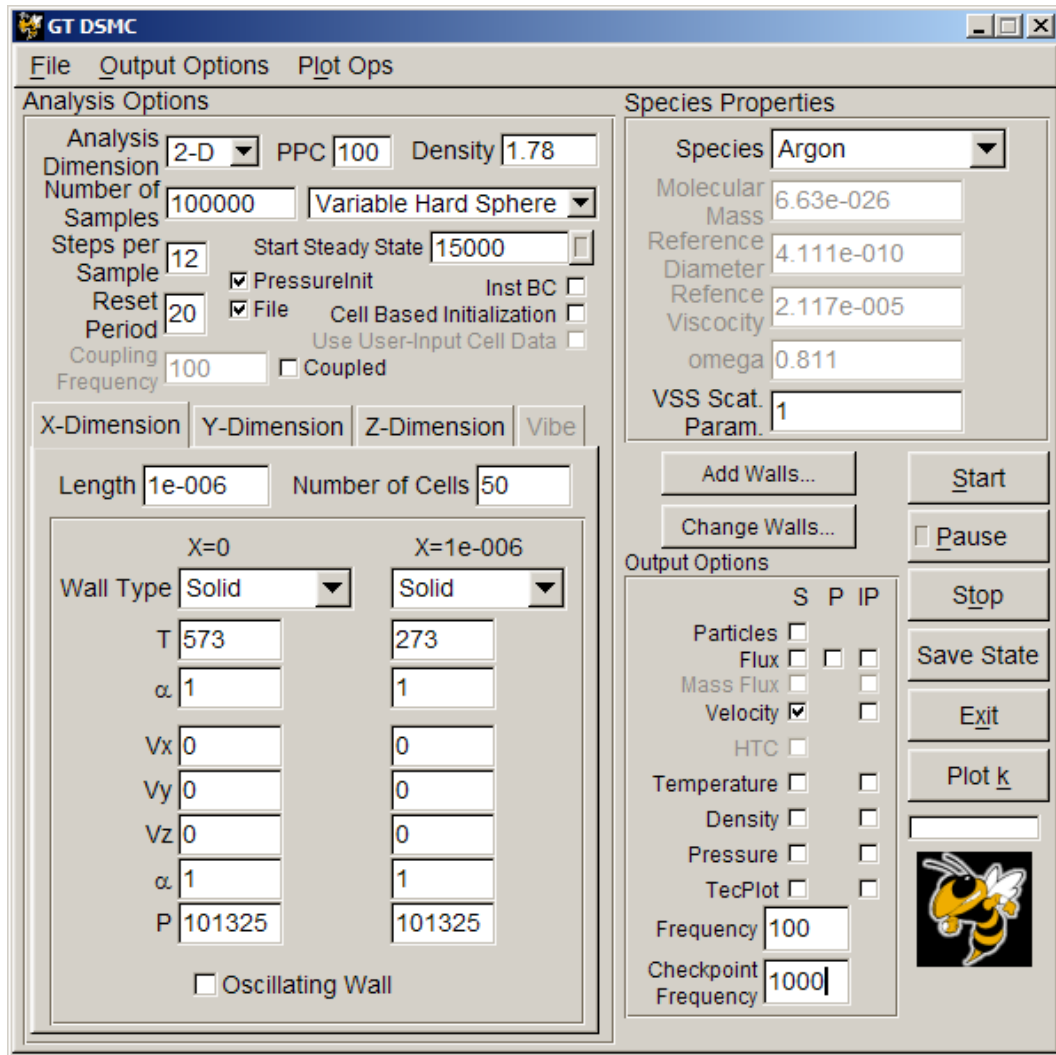 GT DSMC
File Output Options Plot Ops
Analysis Options
Analysis Dimension 2-D PPC 100 Density 1.78
Number of Samples 100000 Variable Hard Sphere
Steps per Sample 12 Start Steady State 15000
PressureInit Inst BC
Reset Period 20 File Cell Based Initialization
Use User-Input Cell Data
Coupling Frequency 100 Coupled
X-Dimension Y-Dimension Z-Dimension Vibe
Length 1e-006 Number of Cells 50
X=0 X=1e-006
Wall Type Solid Solid
T 573 273
α 1 1
Vx 0 0
Vy 0 0
Vz 0 0
α 1 1
P 101325 101325
Oscillating Wall
Species Properties
Species Argon
Molecular Mass 6.63e-026
Reference Diameter 4.111e-010
Refence Viscocity 2.117e-005
omega 0.811
VSS Scat. Param. 1
Add Walls...
Change Walls...
Output Options
S P IP
Particles
Flux
Mass Flux
Velocity
HTC
Temperature
Density
Pressure
TecPlot
Frequency 100
Checkpoint Frequency 1000
Start
Pause
Stop
Save State
Exit
Plot k